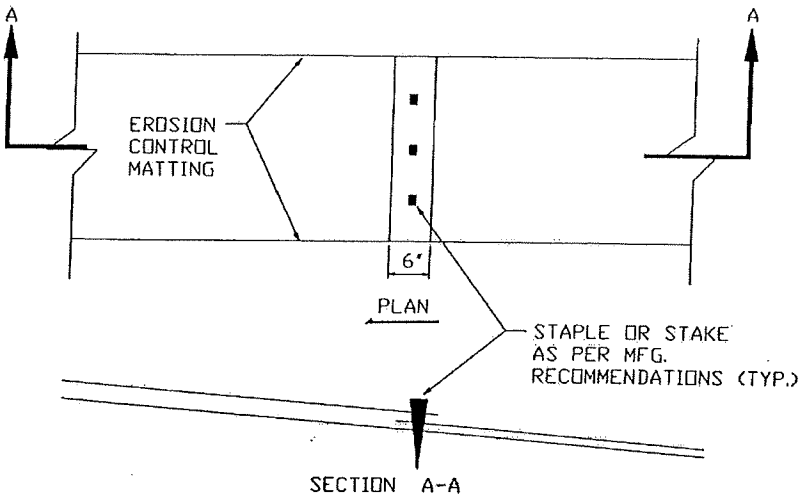 A
A
EROSION
CONTROL
MATTING
6"
PLAN
STAPLE OR STAKE
AS PER MFG.
RECOMMENDATIONS (TYP.)
SECTION A-A